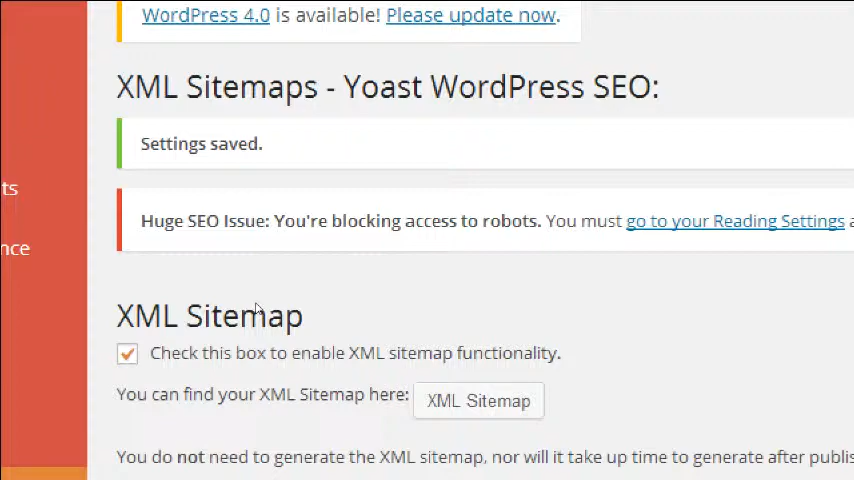 WordPress 4.0 is available! Please update now.
XML Sitemaps - Yoast WordPress SEO:
Settings saved.
ts
Huge SEO Issue: You're blocking access to robots. You must go to your Reading Settings a
nce
XML Sitemap
Check this box to enable XML sitemap functionality.
You can find your XML Sitemap here: XML Sitemap
You do not need to generate the XML sitemap, nor will it take up time to generate after publis